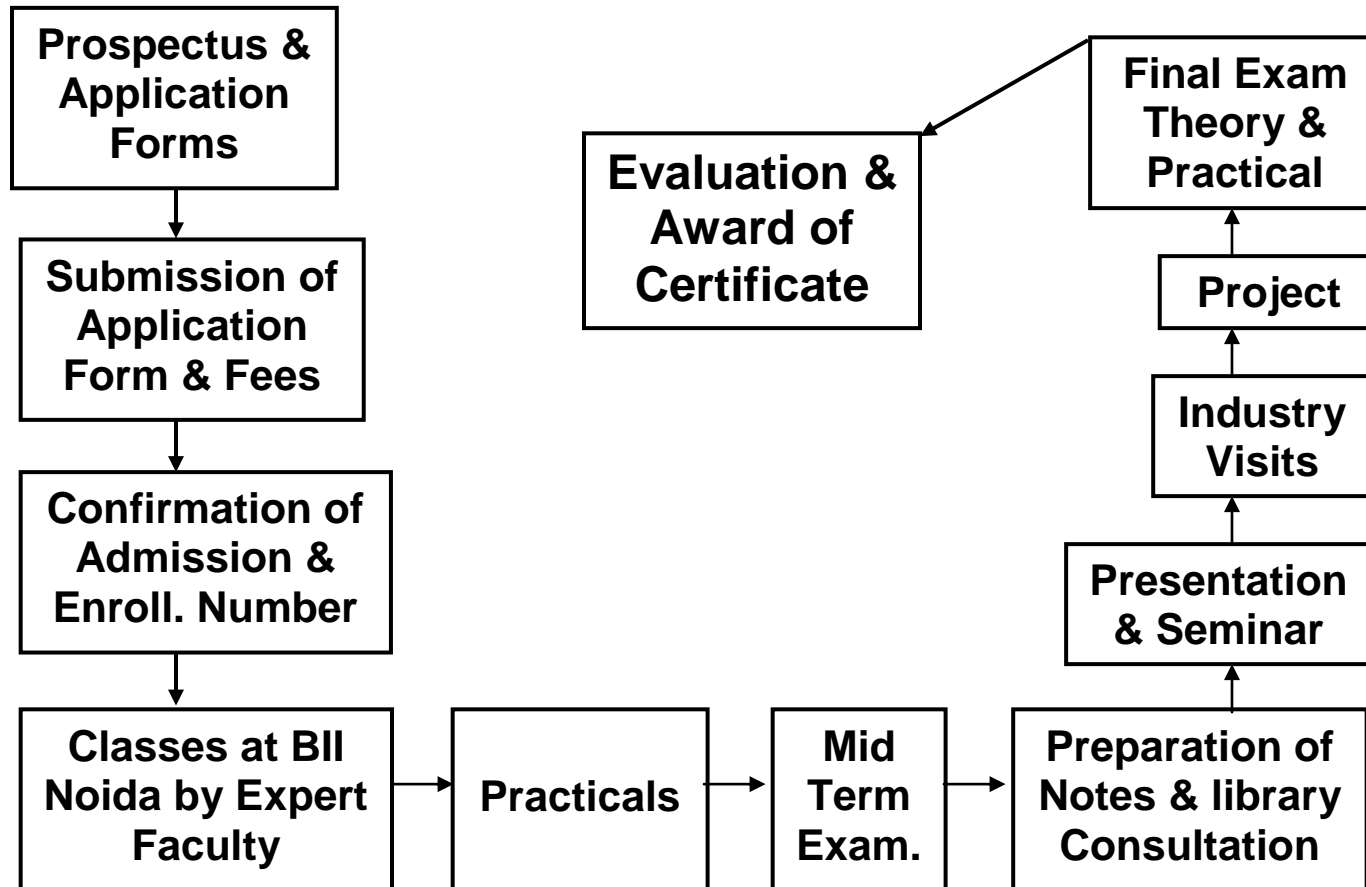 Prospectus &
Application
Forms
Submission of
Application
Form & Fees
Confirmation of
Admission &
Enroll. Number
Classes at BII
Noida by Expert
Faculty
Practicals
Mid
Term
Exam.
Preparation of
Notes & library
Consultation
Presentation
& Seminar
Industry
Visits
Project
Final Exam
Theory &
Practical
Evaluation &
Award of
Certificate